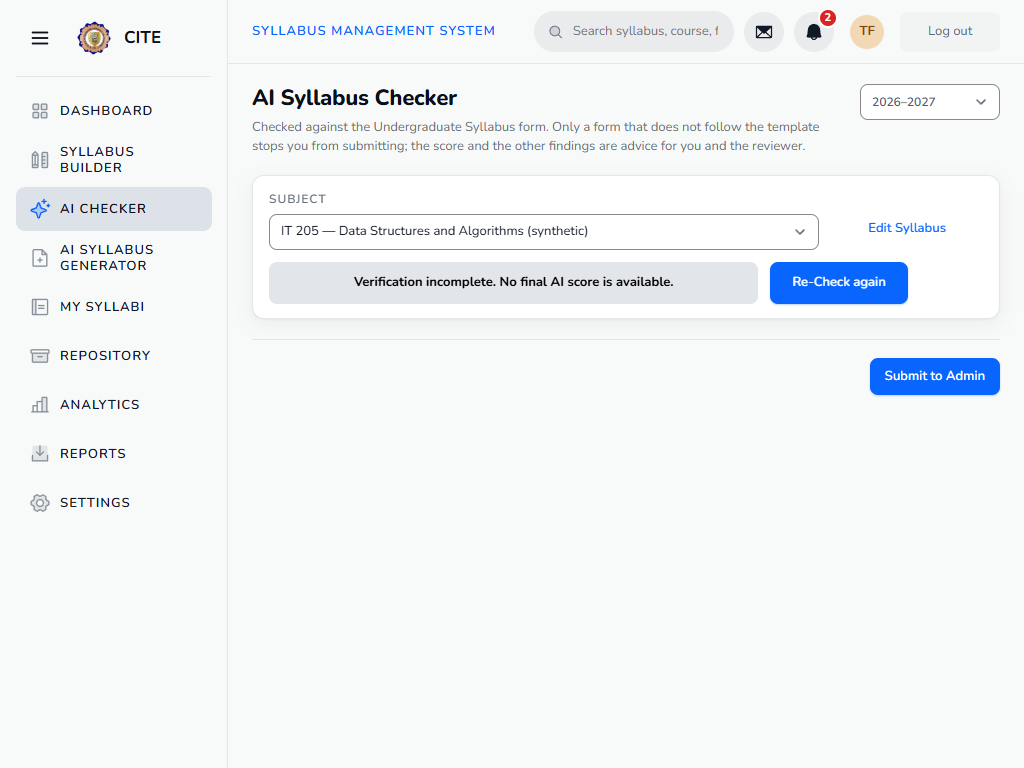 CITE
SYLLABUS MANAGEMENT SYSTEM
Search syllabus, course, f
2
TF
Log out
DASHBOARD
SYLLABUS
BUILDER
AI CHECKER
AI SYLLABUS
GENERATOR
MY SYLLABI
REPOSITORY
ANALYTICS
REPORTS
SETTINGS
AI Syllabus Checker
2026–2027
Checked against the Undergraduate Syllabus form. Only a form that does not follow the template
stops you from submitting; the score and the other findings are advice for you and the reviewer.
SUBJECT
IT 205 — Data Structures and Algorithms (synthetic)
Edit Syllabus
Verification incomplete. No final AI score is available.
Re-Check again
Submit to Admin